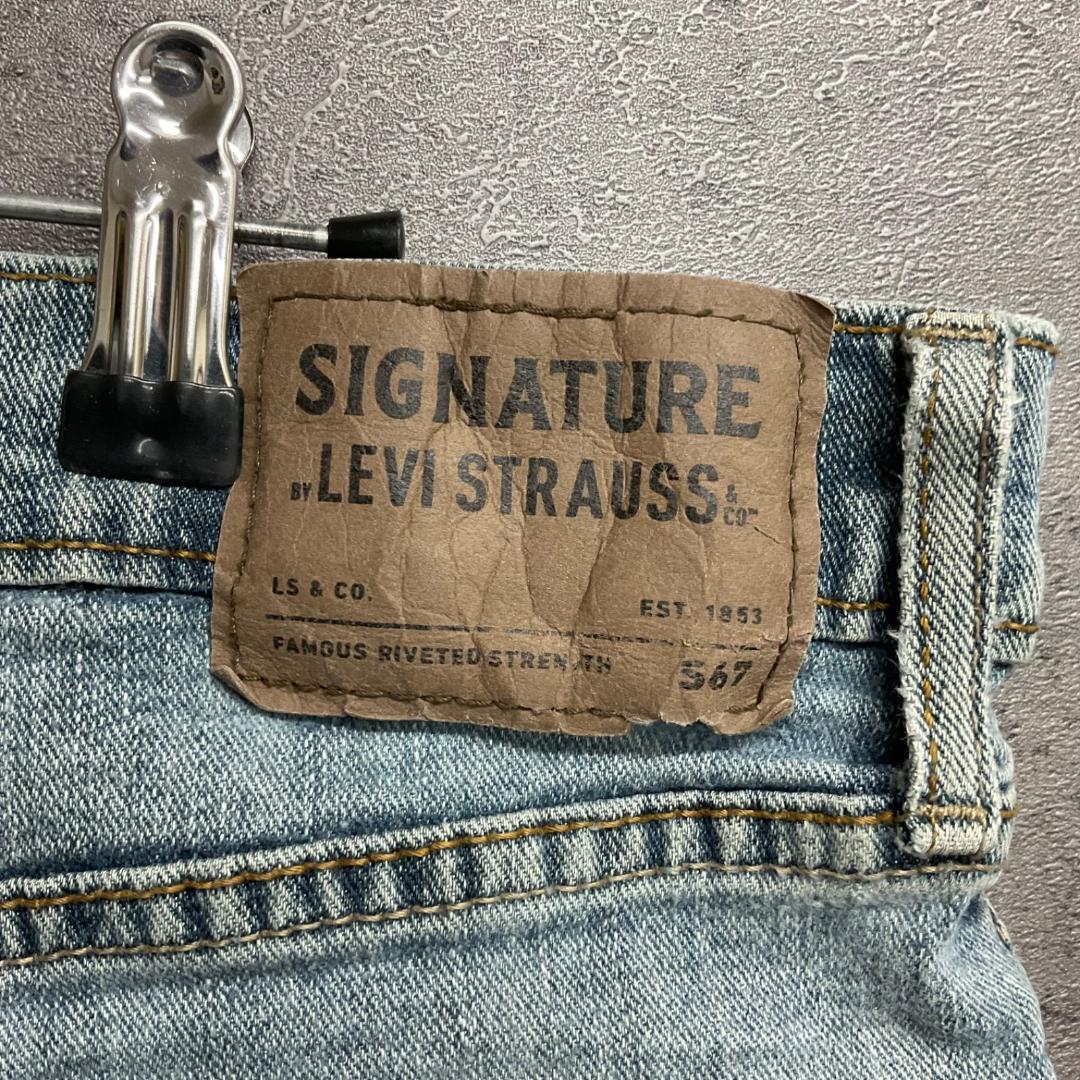 SIGNATURE
BY LEVI STRAUSS & CO™
LS & CO.
EST. 1853
FAMOUS RIVETED STRENGTH
S67